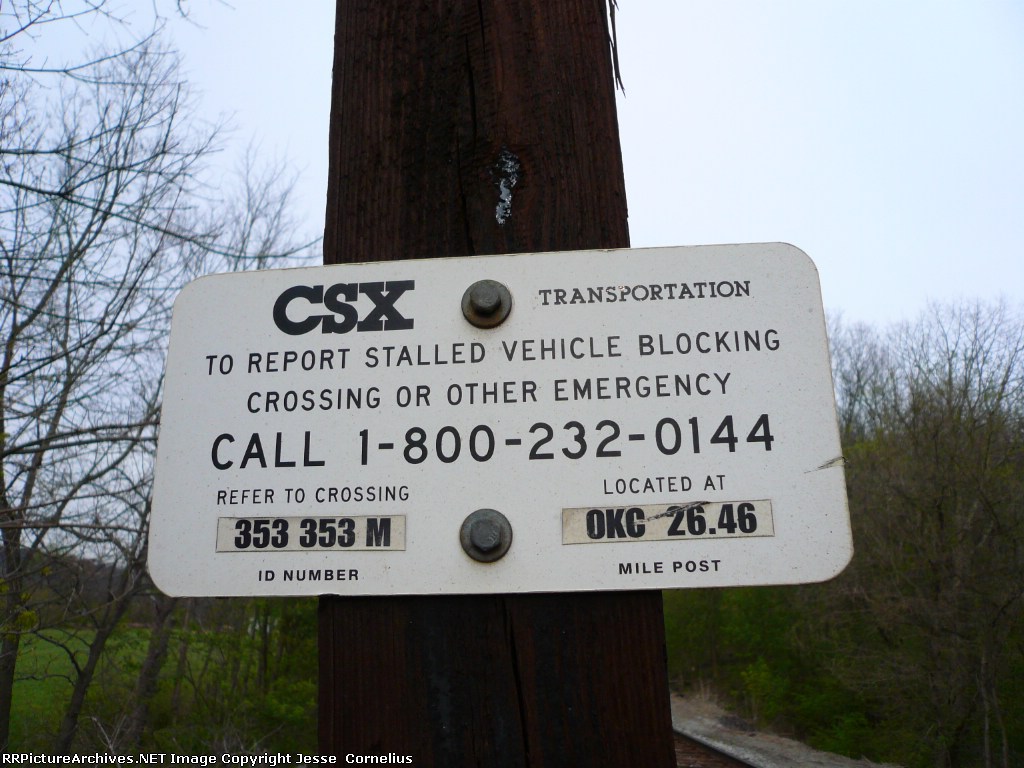 CSX TRANSPORTATION
TO REPORT STALLED VEHICLE BLOCKING
CROSSING OR OTHER EMERGENCY
CALL 1-800-232-0144
REFER TO CROSSING
353 353 M
ID NUMBER
LOCATED AT
OKC 26.46
MILE POST
RRPictureArchives.NET Image Copyright Jesse Cornelius